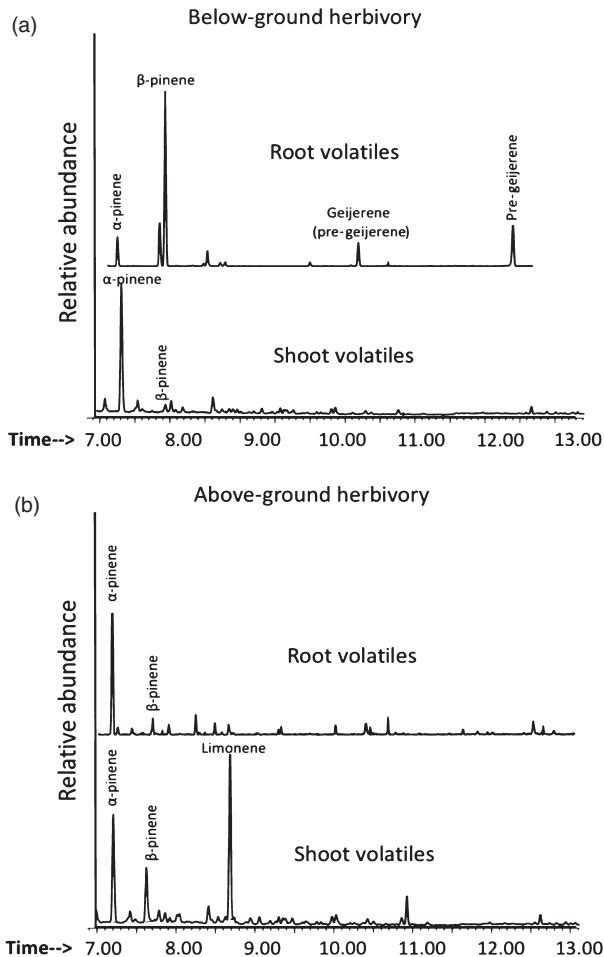 (a)
Below-ground herbivory
Relative abundance
β-pinene
Root volatiles
α-pinene
Geijerene
(pre-geijerene)
Pre-geijerene
α-pinene
Shoot volatiles
β-pinene
7.00 8.00 9.00 10.00 11.00 12.00 13.00
Time-->
(b)
Above-ground herbivory
Relative abundance
α-pinene
Root volatiles
β-pinene
Limonene
α-pinene
β-pinene
Shoot volatiles
7.00 8.00 9.00 10.00 11.00 12.00 13.00
Time-->